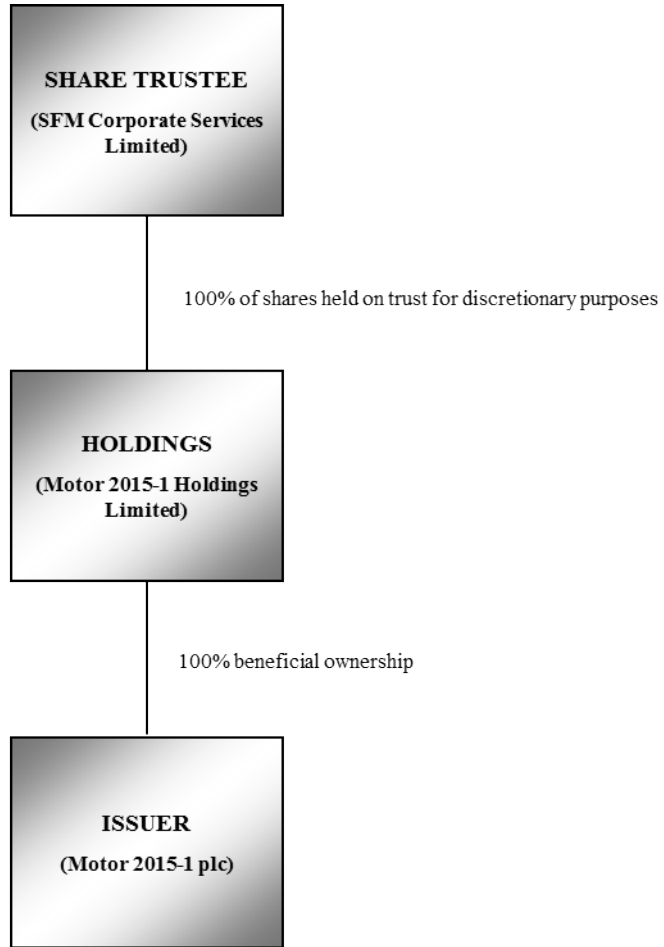 SHARE TRUSTEE
(SFM Corporate Services
Limited)
100% of shares held on trust for discretionary purposes
HOLDINGS
(Motor 2015-1 Holdings
Limited)
100% beneficial ownership
ISSUER
(Motor 2015-1 plc)